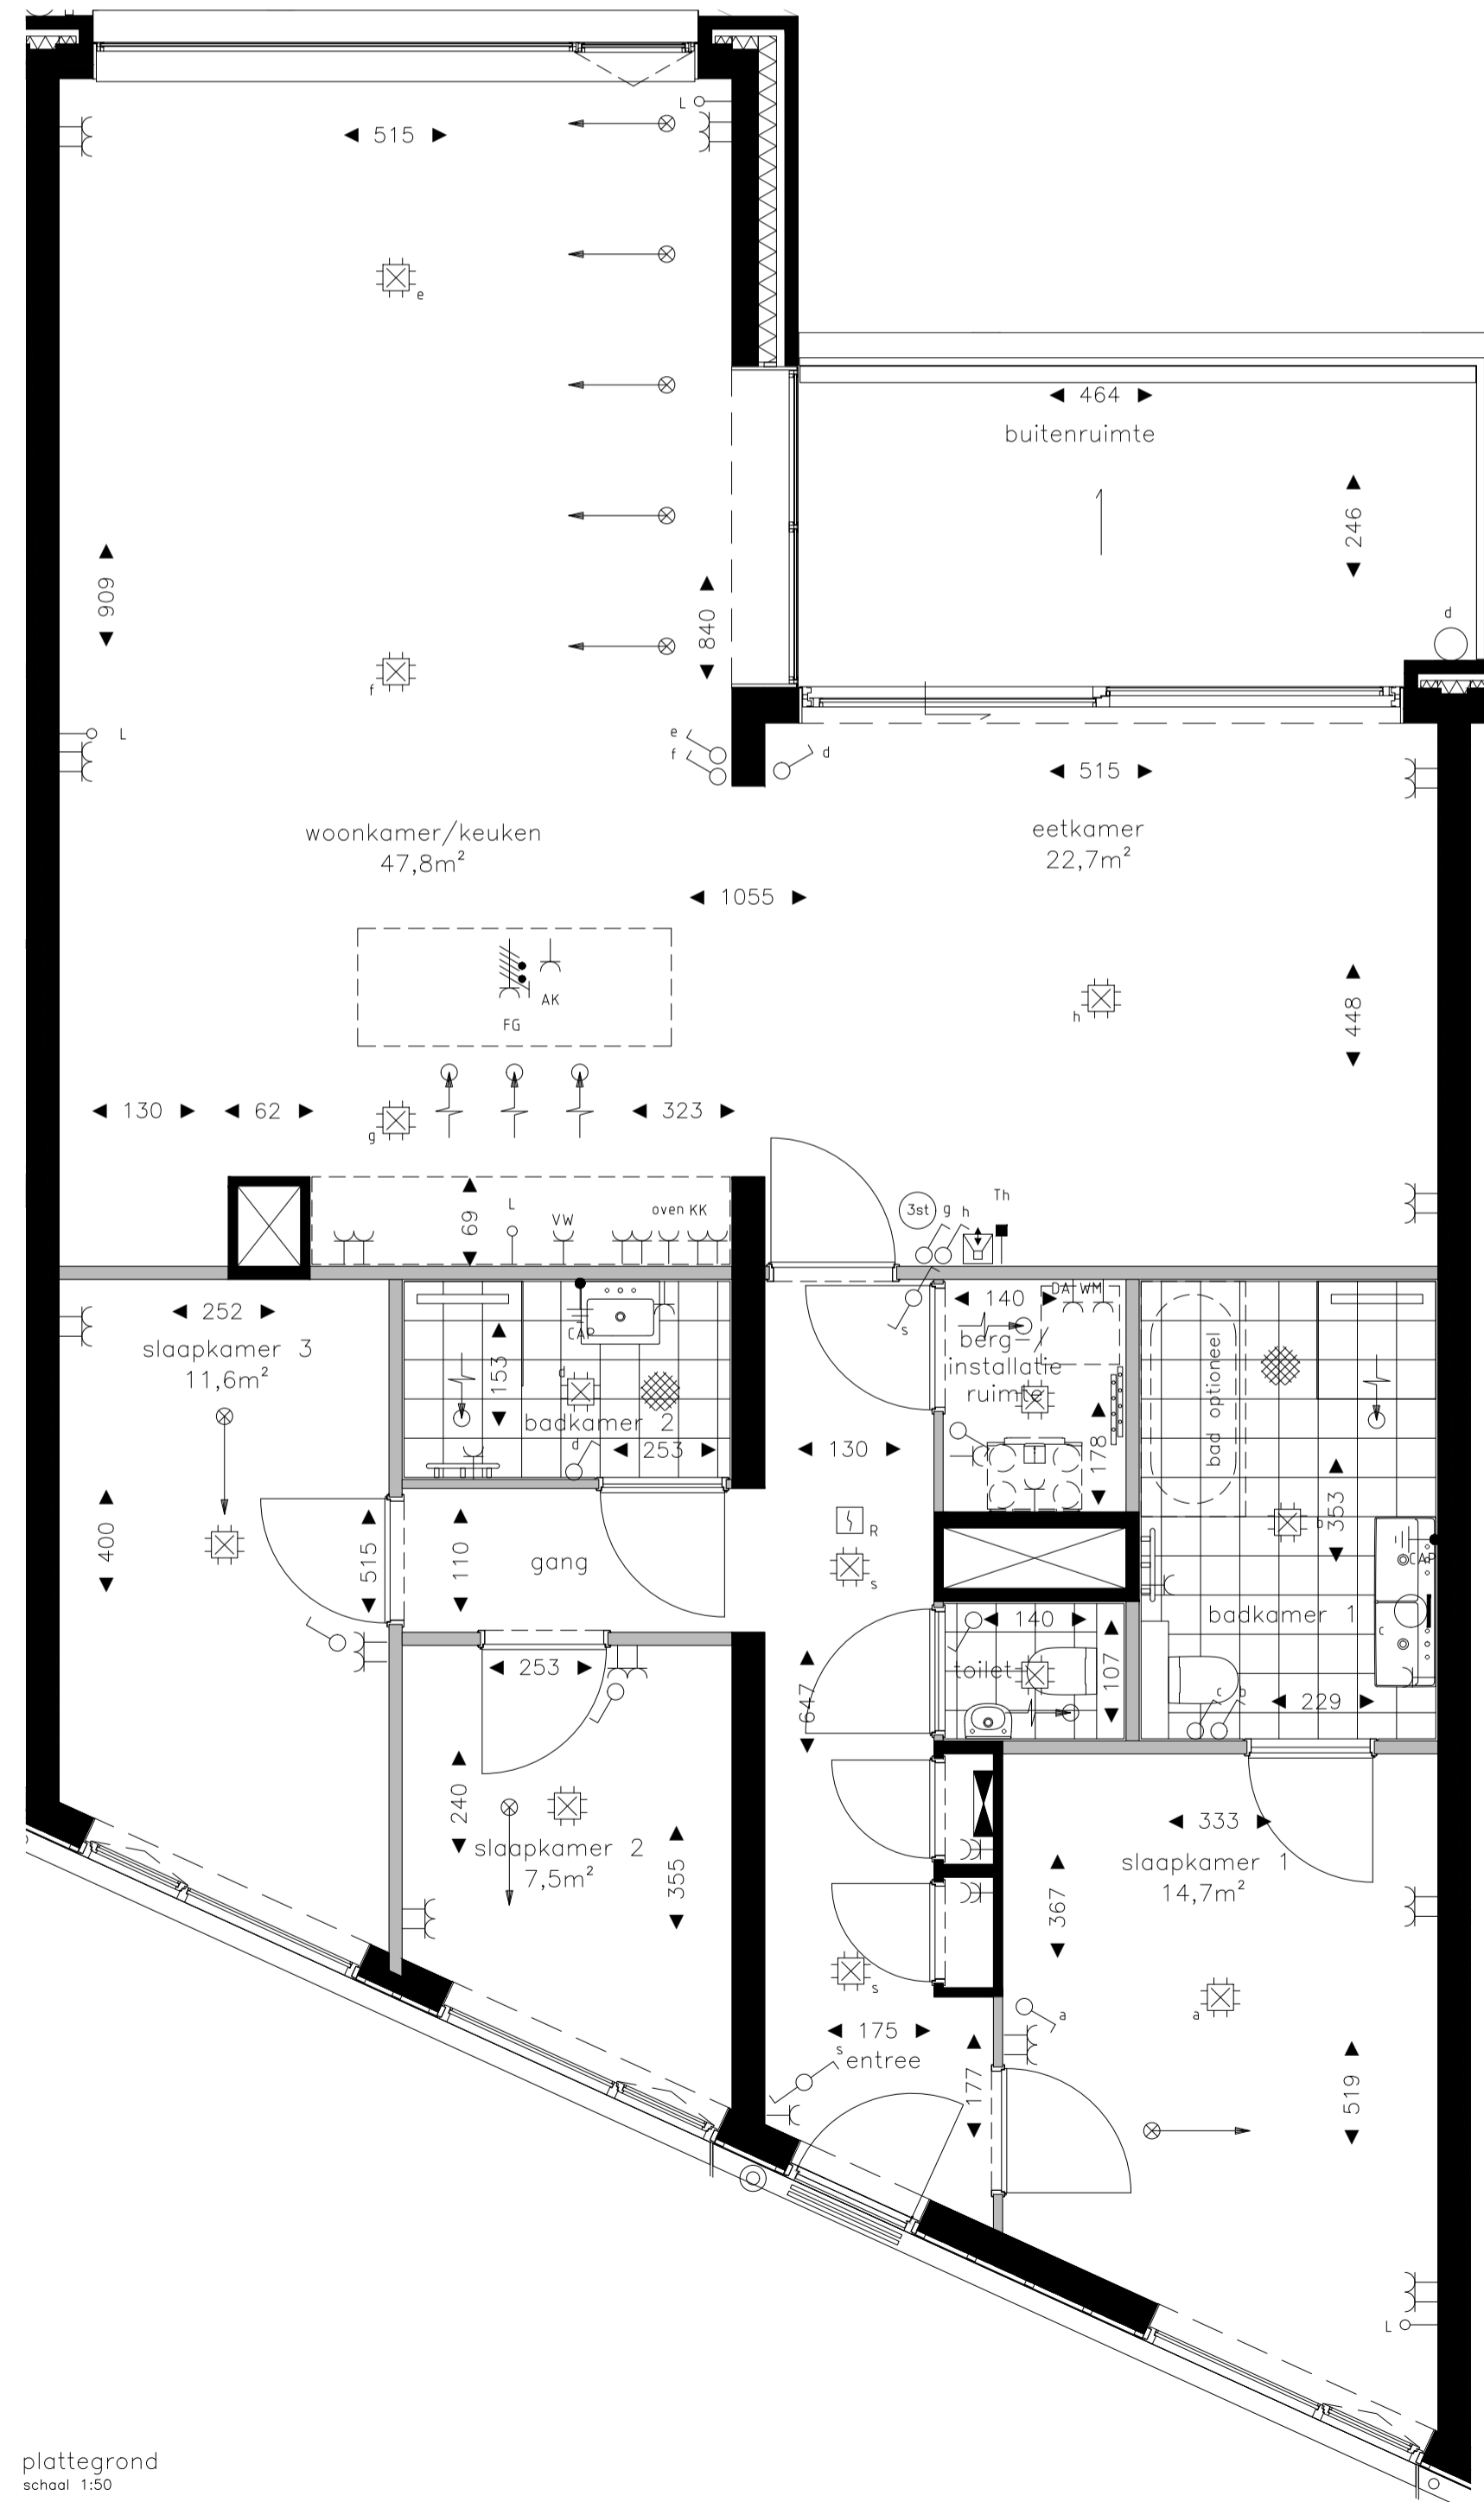 L
515
e
464
buitenruimte
246
909
840
d
f
L
e
f
d
515
woonkamer/keuken
47,8m²
eetkamer
22,7m²
1055
AK
FG
h
448
130
62
g
323
69
L
VW
oven KK
3st
g
h
Th
s
252
slaapkamer 3
11,6m²
CAP
153
d
badkamer 2
d
253
140
DA WM
berg-/
installatie
ruimte
178
bad optioneel
130
353
b
400
515
110
gang
R
s
CAP
badkamer 1
c
140
toilet
107
c
b
229
253
647
240
slaapkamer 2
7,5m²
355
333
slaapkamer 1
14,7m²
367
s
a
a
175
entree
s
177
519
L
plattegrond
schaal 1:50